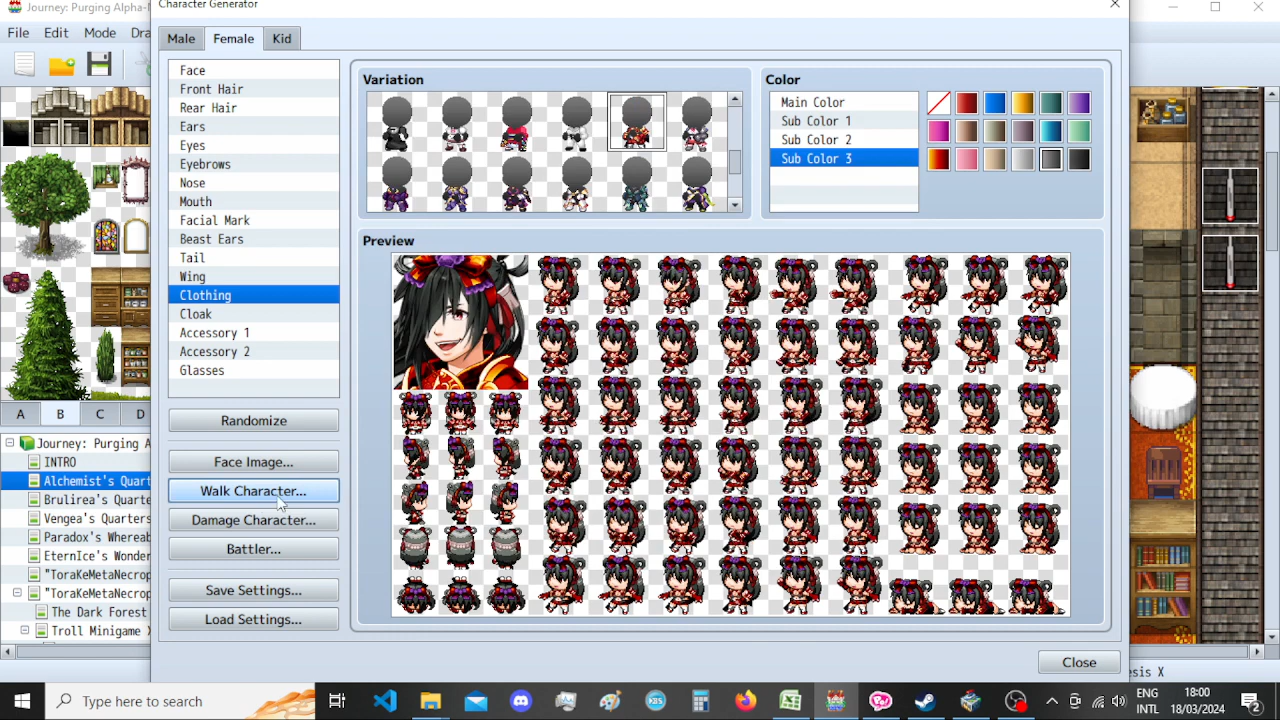 Journey: Purging Alpha-
Character Generator
File Edit Mode Dra
Male Female Kid
Face
Front Hair
Rear Hair
Ears
Eyes
Eyebrows
Nose
Mouth
Facial Mark
Beast Ears
Tail
Wing
Clothing
Cloak
Accessory 1
Accessory 2
Glasses
Randomize
Face Image...
Walk Character...
Damage Character...
Battler...
Save Settings...
Load Settings...
Variation
Color
Main Color
Sub Color 1
Sub Color 2
Sub Color 3
Preview
Close
A B C D
Journey: Purging A
INTRO
Alchemist's Quart
Brulirea's Quarte
Vengea's Quarters
Paradox's Whereab
EternIce's Wonder
"ToraKeMetaNecrop
"ToraKeMetaNecrop
The Dark Forest
Troll Minigame
esis X
Type here to search
KBS
ENG
INTL
18:00
18/03/2024
2